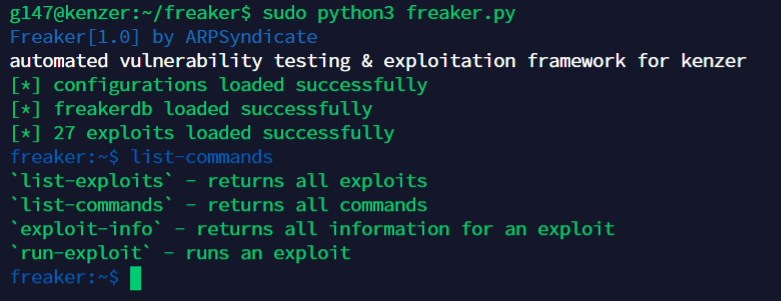 g147@kenzer:~/freaker$ sudo python3 freaker.py
Freaker[1.0] by ARPSyndicate
automated vulnerability testing & exploitation framework for kenzer
[*] configurations loaded successfully
[*] freakerdb loaded successfully
[*] 27 exploits loaded successfully
freaker:~$ list-commands
`list-exploits` - returns all exploits
`list-commands` - returns all commands
`exploit-info` - returns all information for an exploit
`run-exploit` - runs an exploit
freaker:~$